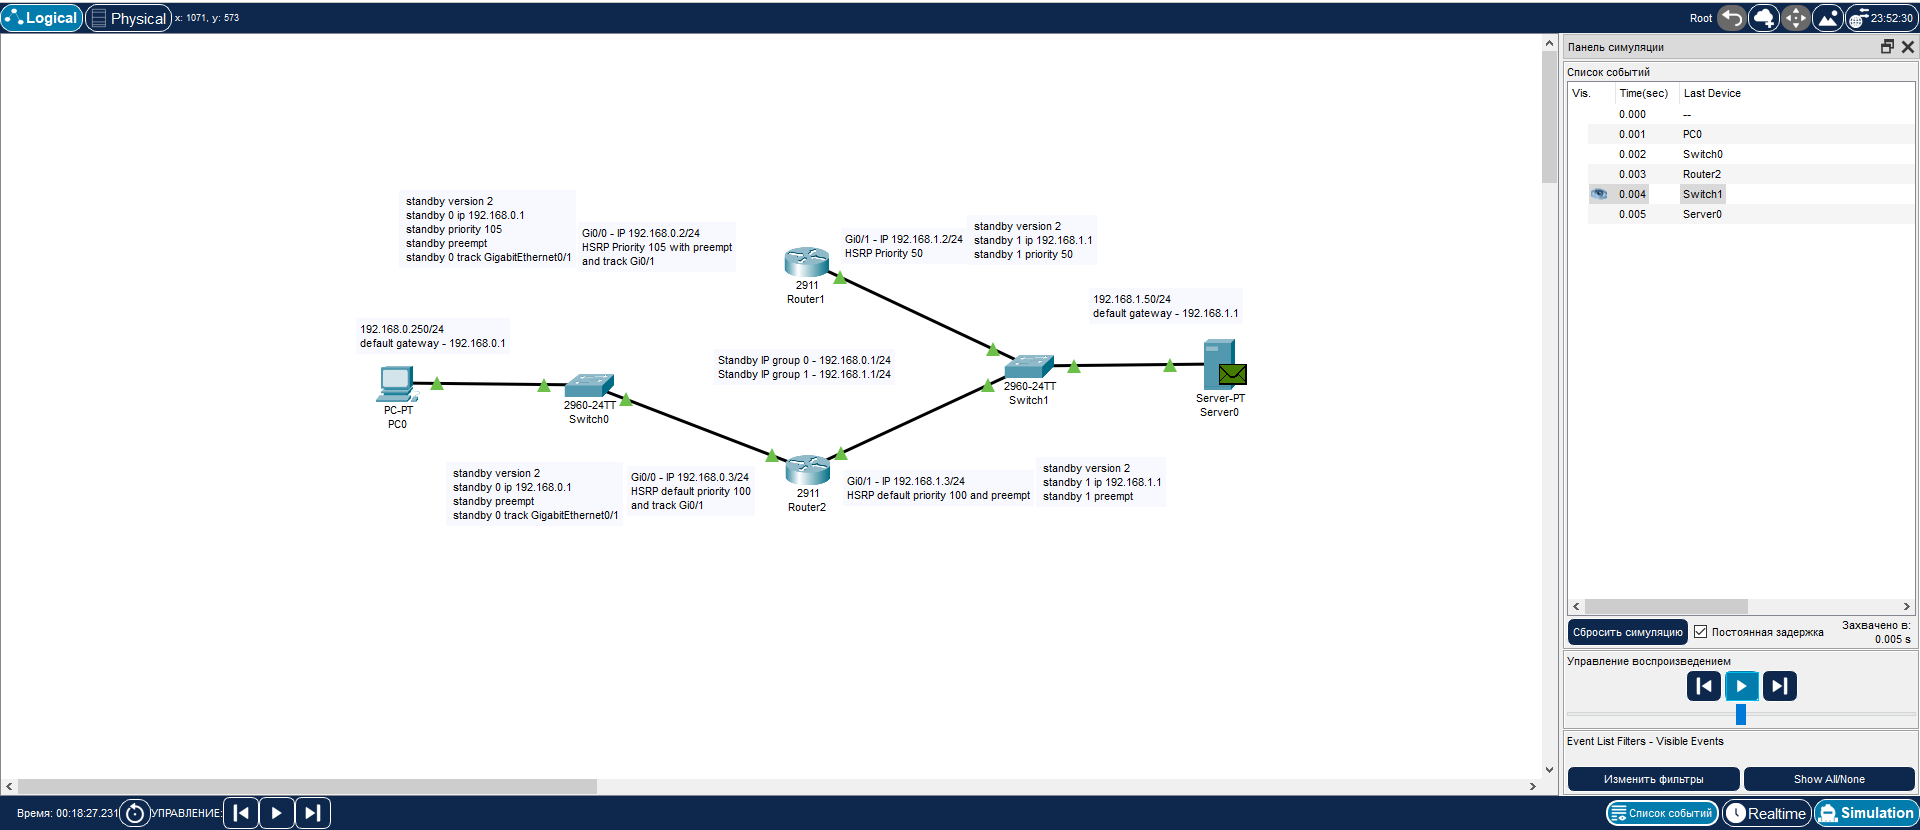 Logical
Physical
x: 1071, y: 573
Root
23:52:30
Панель симуляции
Список событий
Vis.
Time(sec)
Last Device
0.000
--
0.001
PC0
0.002
Switch0
0.003
Router2
0.004
Switch1
0.005
Server0
standby version 2
standby 0 ip 192.168.0.1
standby priority 105
standby preempt
standby 0 track GigabitEthernet0/1
Gi0/0 - IP 192.168.0.2/24
HSRP Priority 105 with preempt
and track Gi0/1
2911
Router1
Gi0/1 - IP 192.168.1.2/24
HSRP Priority 50
standby version 2
standby 1 ip 192.168.1.1
standby 1 priority 50
192.168.1.50/24
default gateway - 192.168.1.1
192.168.0.250/24
default gateway - 192.168.0.1
Standby IP group 0 - 192.168.0.1/24
Standby IP group 1 - 192.168.1.1/24
PC-PT
PC0
2960-24TT
Switch0
2960-24TT
Switch1
Server-PT
Server0
standby version 2
standby 0 ip 192.168.0.1
standby preempt
standby 0 track GigabitEthernet0/1
Gi0/0 - IP 192.168.0.3/24
HSRP default priority 100
and track Gi0/1
2911
Router2
Gi0/1 - IP 192.168.1.3/24
HSRP default priority 100 and preempt
standby version 2
standby 1 ip 192.168.1.1
standby 1 preempt
Сбросить симуляцию
Постоянная задержка
Захвачено в:
0.005 s
Управление воспроизведением
Event List Filters - Visible Events
Изменить фильтры
Show All/None
Время: 00:18:27.231
УПРАВЛЕНИЕ:
Список событий
Realtime
Simulation